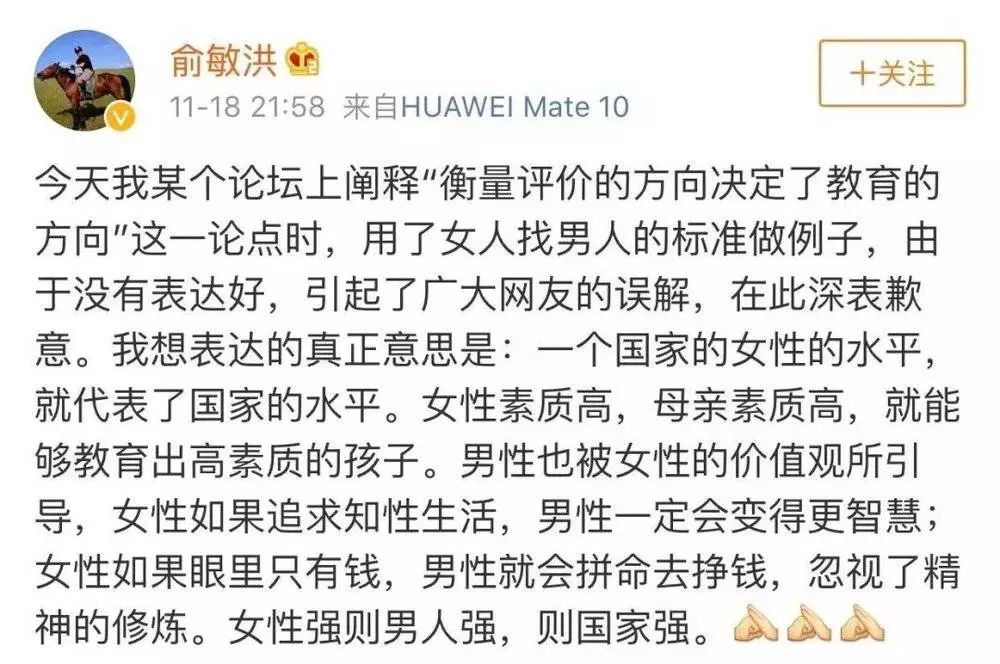 俞敏洪
11-18 21:58 来自HUAWEI Mate 10
+关注
今天我某个论坛上阐释“衡量评价的方向决定了教育的
方向”这一论点时，用了女人找男人的标准做例子，由
于没有表达好，引起了广大网友的误解，在此深表歉
意。我想表达的真正意思是：一个国家的女性的水平，
就代表了国家的水平。女性素质高，母亲素质高，就能
够教育出高素质的孩子。男性也被女性的价值观所引
导，女性如果追求知性生活，男性一定会变得更智慧；
女性如果眼里只有钱，男性就会拼命去挣钱，忽视了精
神的修炼。女性强则男人强，则国家强。